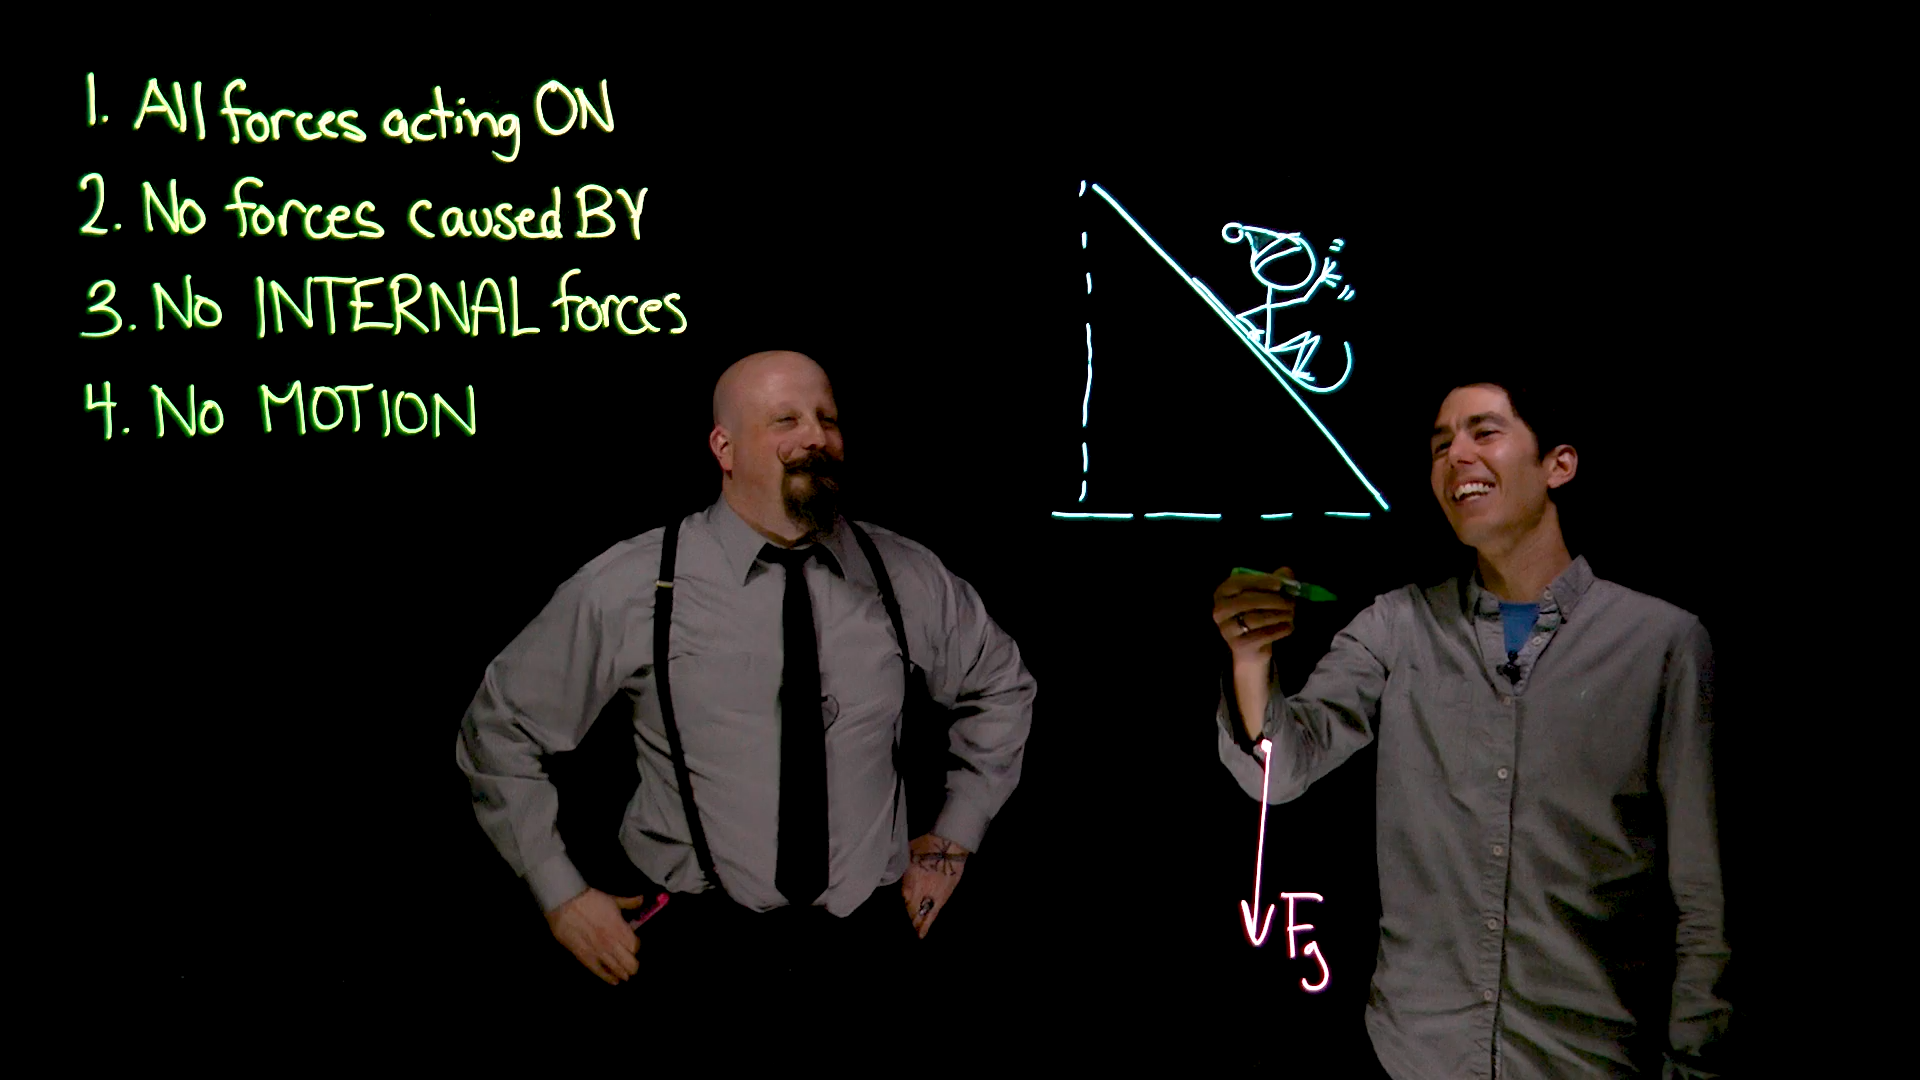 1. All forces acting ON
2. No forces caused BY
3. No INTERNAL forces
4. No MOTION
Fg